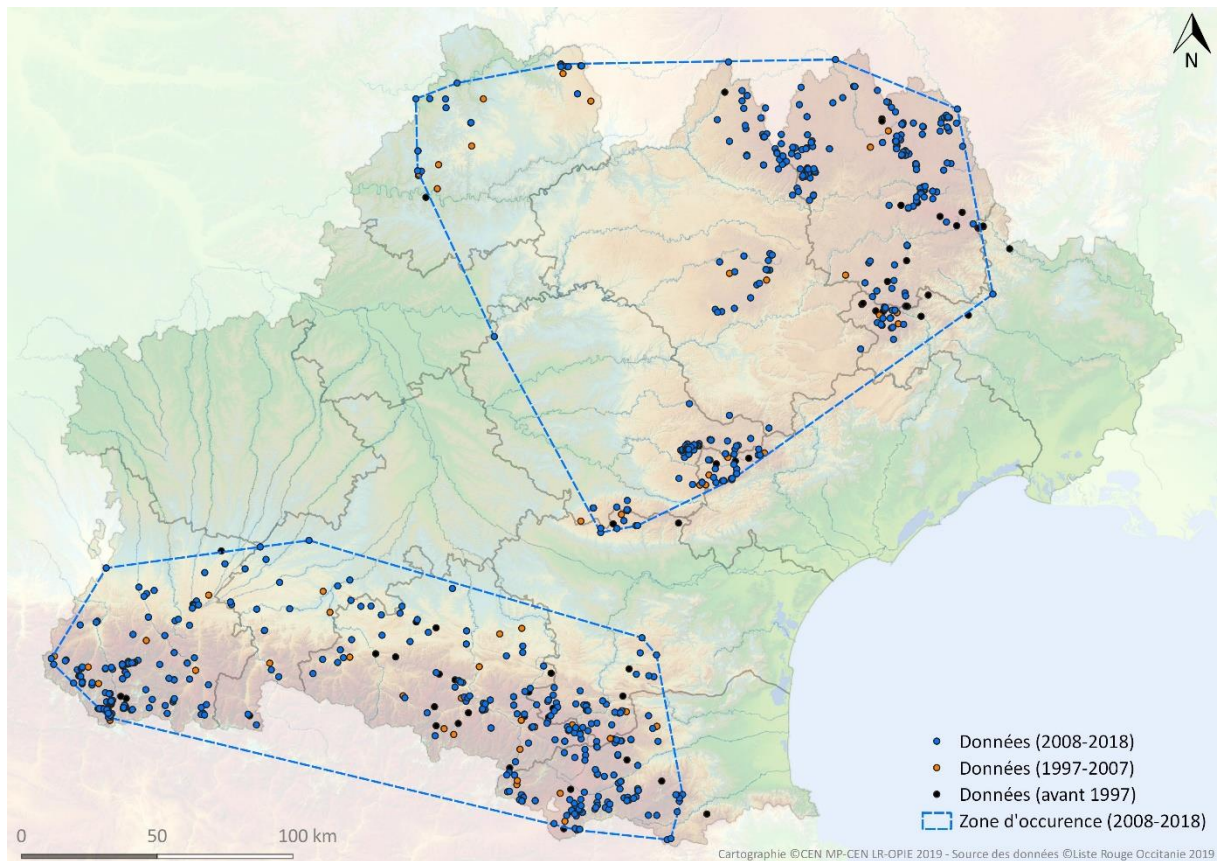 N
Données (2008-2018)
Données (1997-2007)
Données (avant 1997)
Zone d'occurence (2008-2018)
0 50 100 km
Cartographie ©CEN MP-CEN LR-OPIE 2019 - Source des données ©Liste Rouge Occitanie 2019